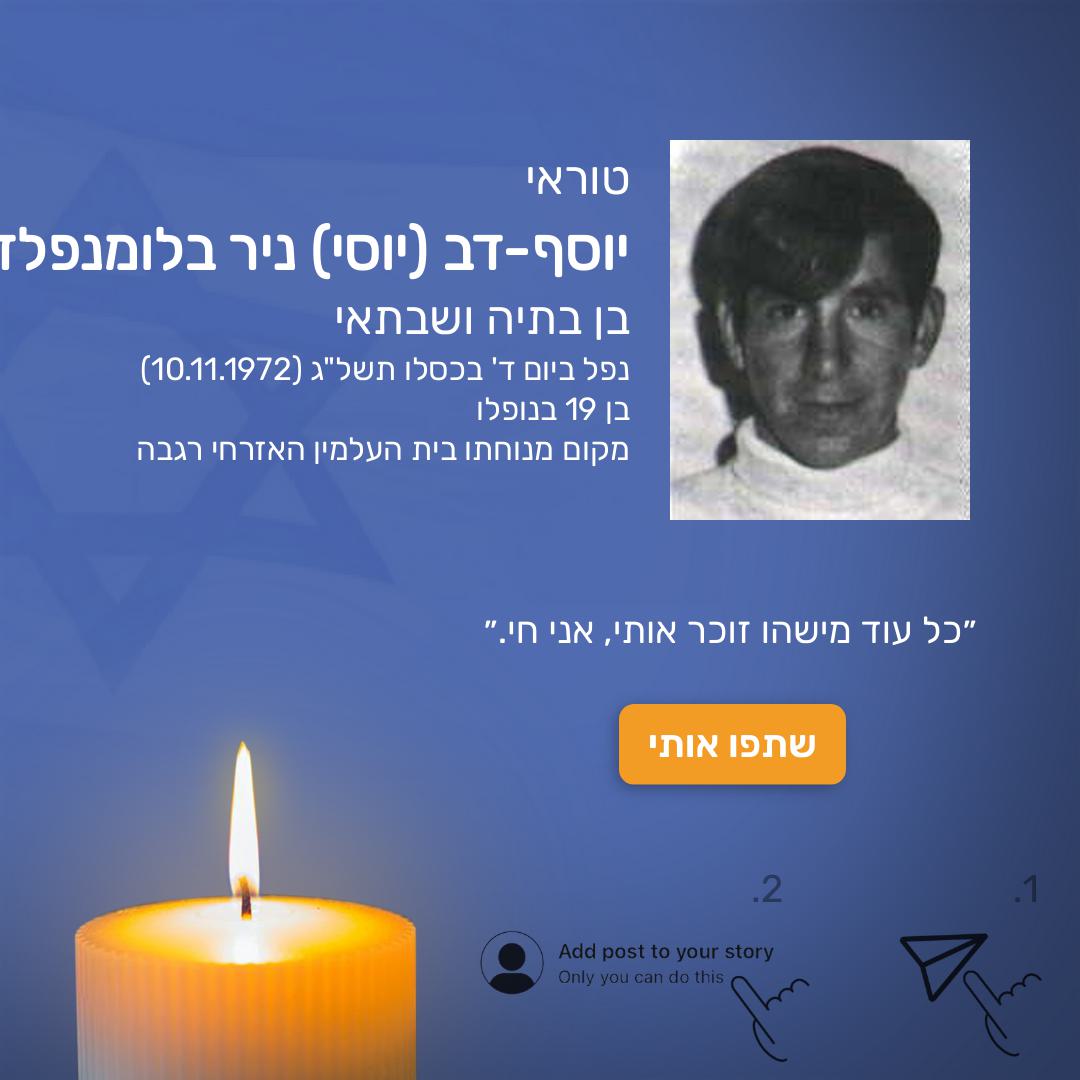 טוראי
יוסף-דב (יוסי) ניר בלומנפלד
בן בתיה ושבתאי
נפל ביום ד' בכסלו תשל"ג (10.11.1972)
בן 19 בנופלו
מקום מנוחתו בית העלמין האזרחי רגבה
״כל עוד מישהו זוכר אותי, אני חי.״
שתפו אותי
1.
2.
Add post to your story
Only you can do this